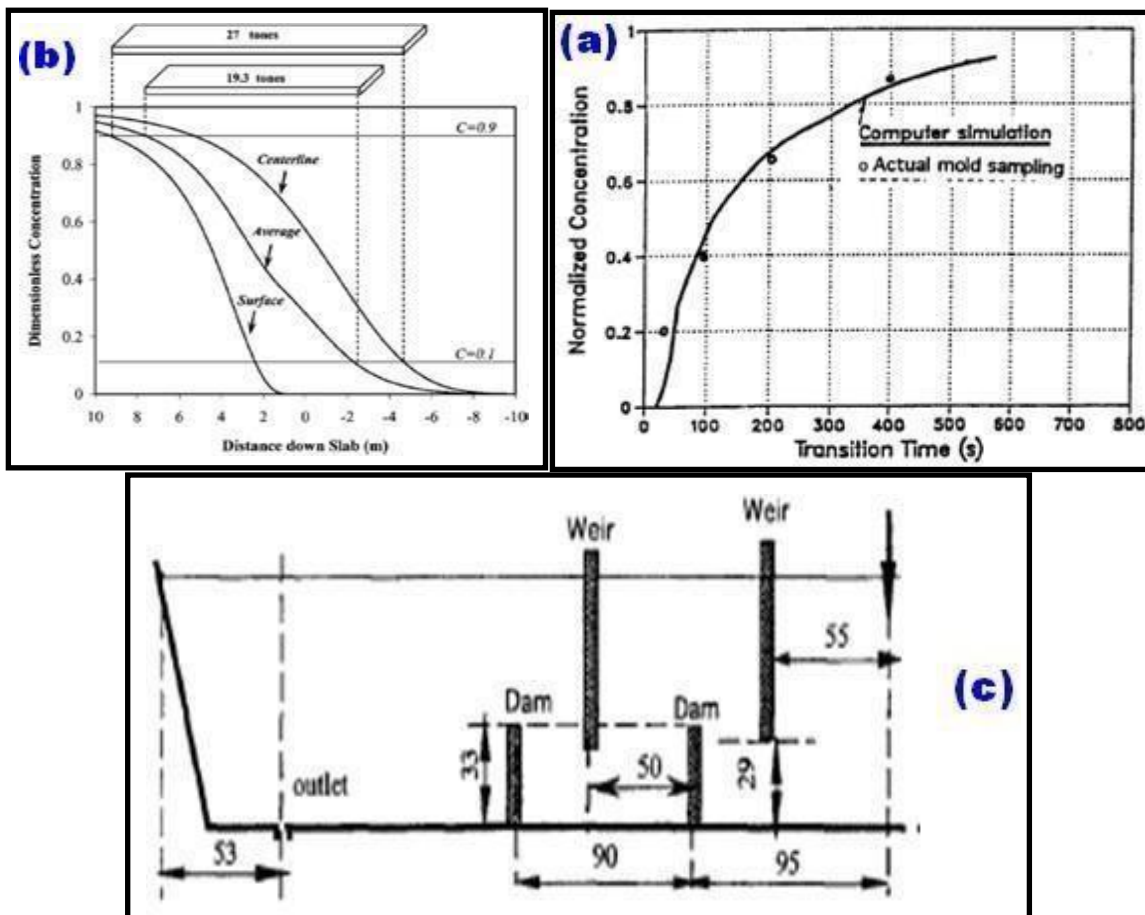 (b)
27 tones
19.3 tones
Dimensionless Concentration
1
0.8
0.6
0.4
0.2
0
C=0.9
Centerline
Average
Surface
C=0.1
10 8 6 4 2 0 -2 -4 -6 -8 -10
Distance down Slab (m)
(a)
Normalized Concentration
1
0.8
0.6
0.4
0.2
0
Computer simulation
o Actual mold sampling
0 100 200 300 400 500 600 700 800
Transition Time (s)
Weir
Weir
55
(c)
Dam
Dam
33
50
29
outlet
53
90
95